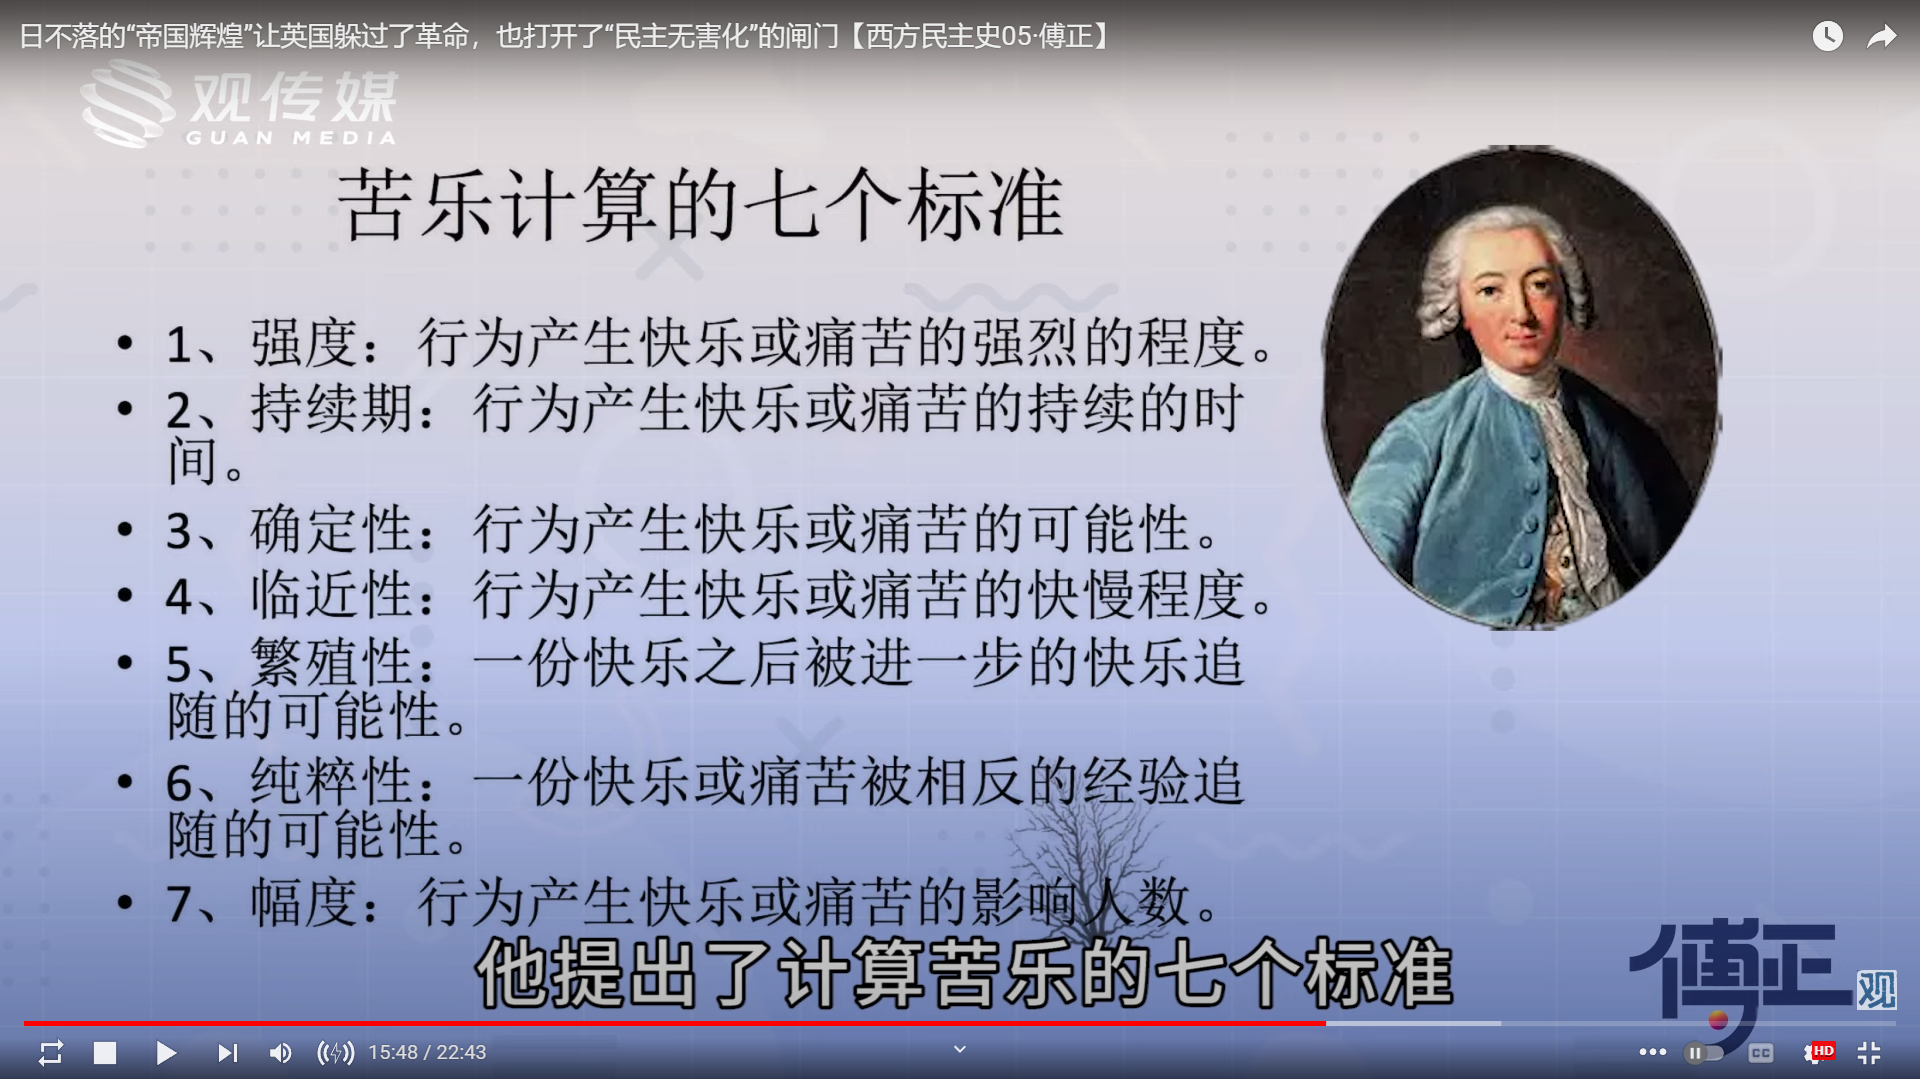 日不落的“帝国辉煌”让英国躲过了革命，也打开了“民主无害化”的闸门【西方民主史05·傅正】
观传媒
GUAN MEDIA
苦乐计算的七个标准
• 1、强度：行为产生快乐或痛苦的强烈的程度。
• 2、持续期：行为产生快乐或痛苦的持续的时
间。
• 3、确定性：行为产生快乐或痛苦的可能性。
• 4、临近性：行为产生快乐或痛苦的快慢程度。
• 5、繁殖性：一份快乐之后被进一步的快乐追
随的可能性。
• 6、纯粹性：一份快乐或痛苦被相反的经验追
随的可能性。
• 7、幅度：行为产生快乐或痛苦的影响人数。
他提出了计算苦乐的七个标准
傅正
观
15:48 / 22:43
CC
HD